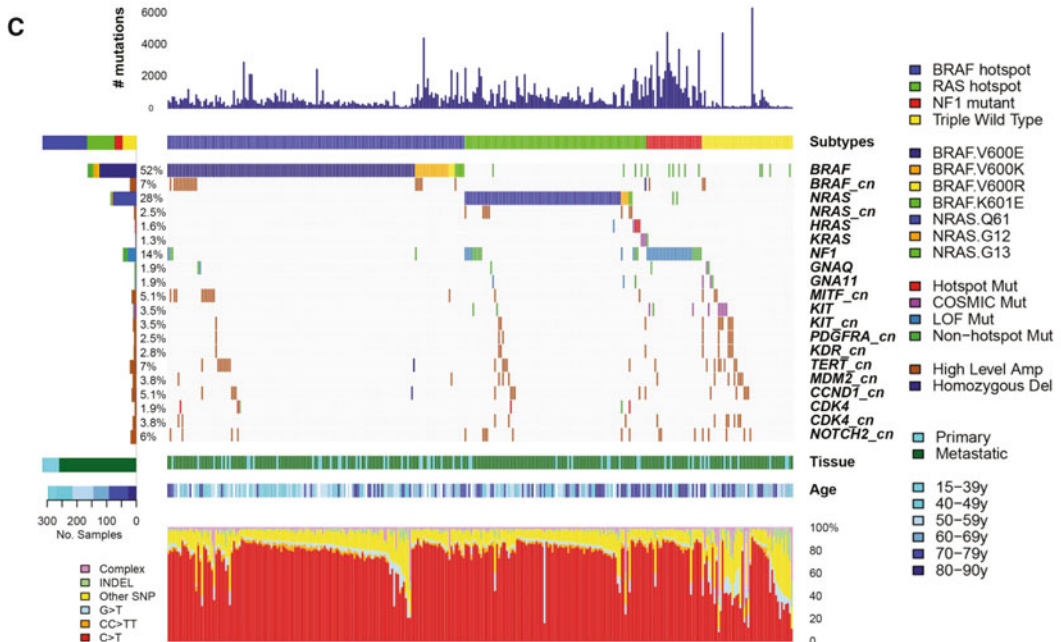 C
# mutations
6000
4000
2000
0
BRAF hotspot
RAS hotspot
NF1 mutant
Triple Wild Type
BRAF.V600E
BRAF.V600K
BRAF.V600R
BRAF.K601E
NRAS.Q61
NRAS.G12
NRAS.G13
Hotspot Mut
COSMIC Mut
LOF Mut
Non-hotspot Mut
High Level Amp
Homozygous Del
Primary
Metastatic
15-39y
40-49y
50-59y
60-69y
70-79y
80-90y
Subtypes
52% BRAF
7% BRAF_cn
28% NRAS
2.5% NRAS_cn
1.6% HRAS
1.3% KRAS
14% NF1
1.9% GNAQ
1.9% GNA11
5.1% MITF_cn
3.5% KIT
3.5% KIT_cn
2.5% PDGFRA_cn
2.8% KDR_cn
7% TERT_cn
3.8% MDM2_cn
5.1% CCND1_cn
1.9% CDK4
3.8% CDK4_cn
6% NOTCH2_cn
Tissue
Age
300 200 100 0
No. Samples
Complex
INDEL
Other SNP
G>T
CC>TT
C>T
100%
80
60
40
20
0